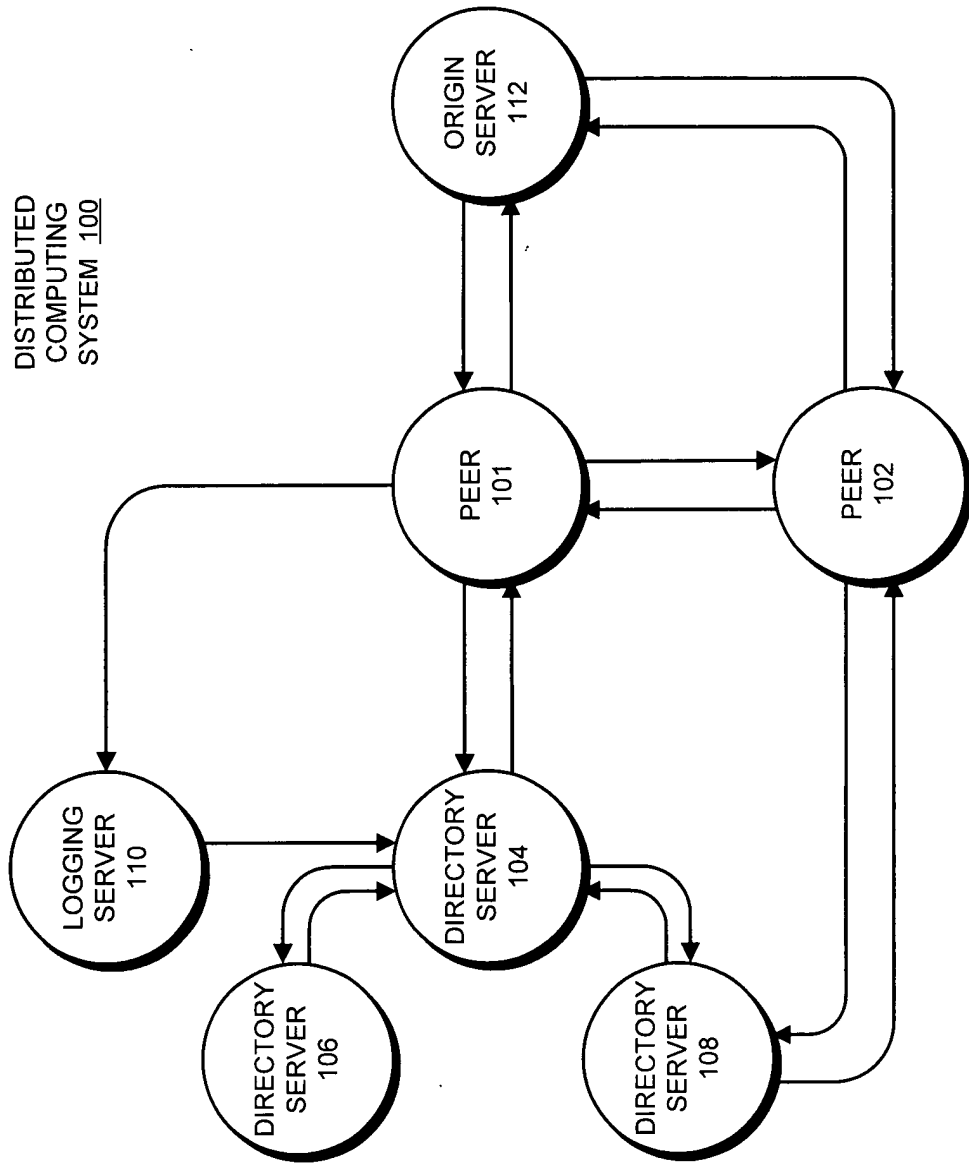 DISTRIBUTED
COMPUTING
SYSTEM 100
LOGGING
SERVER
110
DIRECTORY
SERVER
106
DIRECTORY
SERVER
104
DIRECTORY
SERVER
108
PEER
101
PEER
102
ORIGIN
SERVER
112